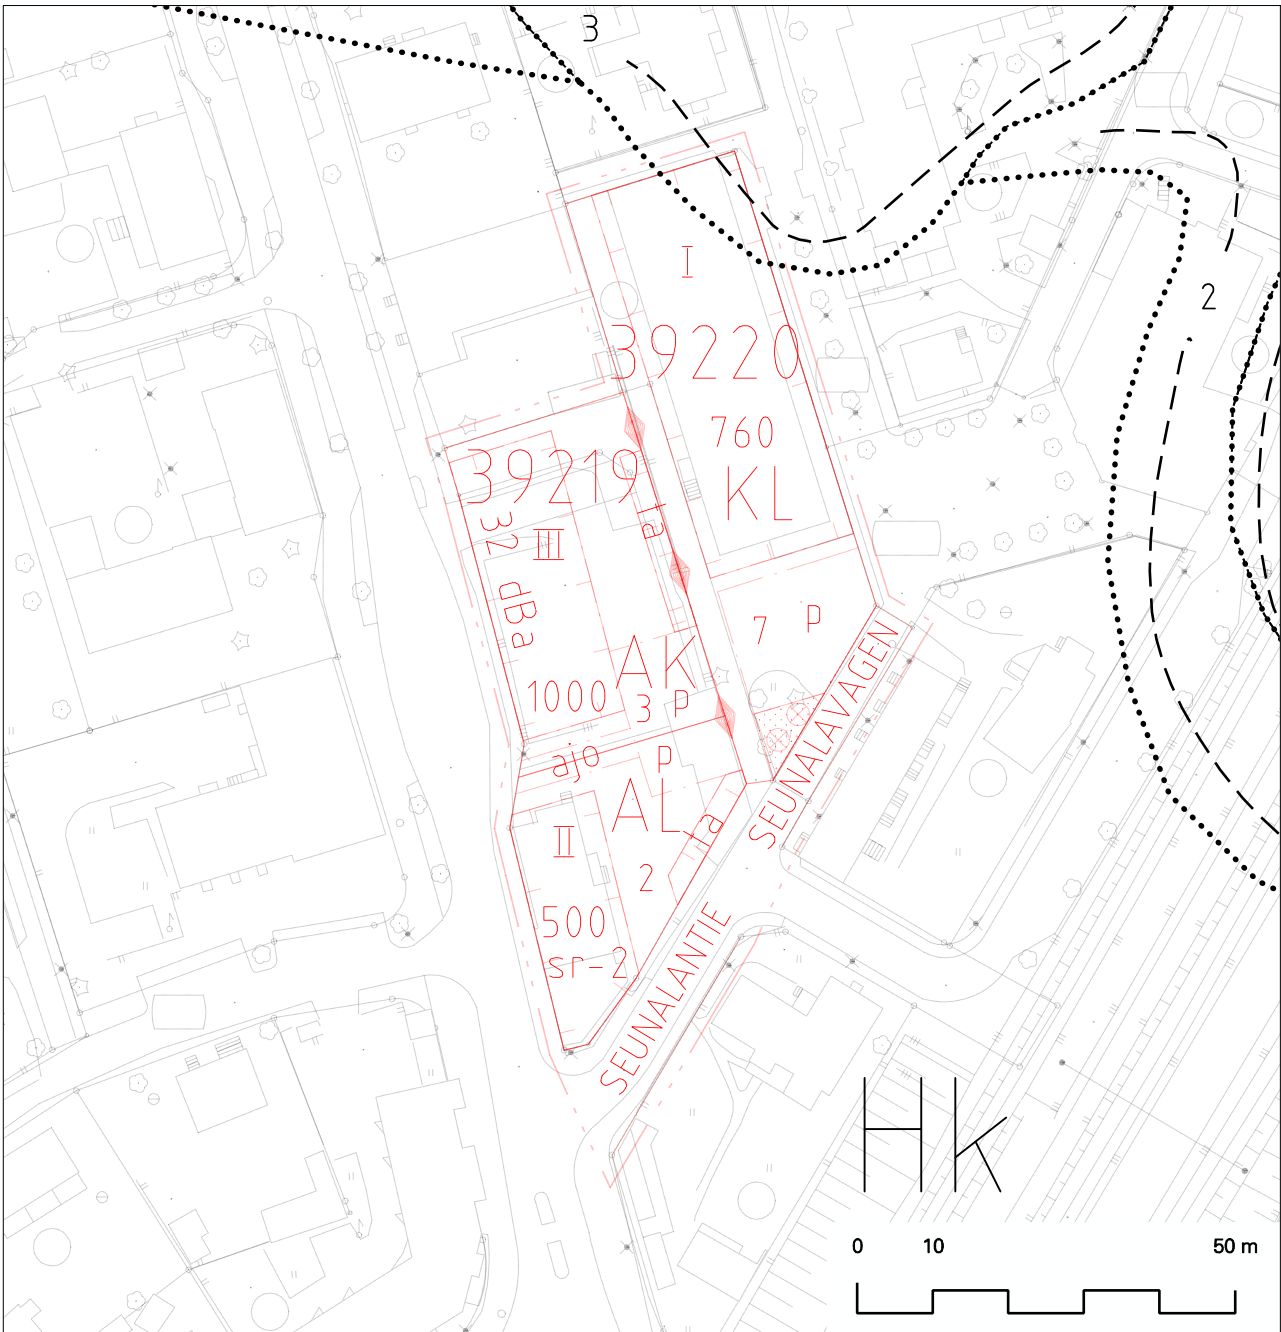 3
I
2
39220
760
KL
39219
ta
32 dBa
III
7 P
AK
1000
3 P
SEUNALAVAGEN
ajo
P
AL
II
ta
2
500
sr-2
SEUNALANTIE
Hk
0 10 50 m